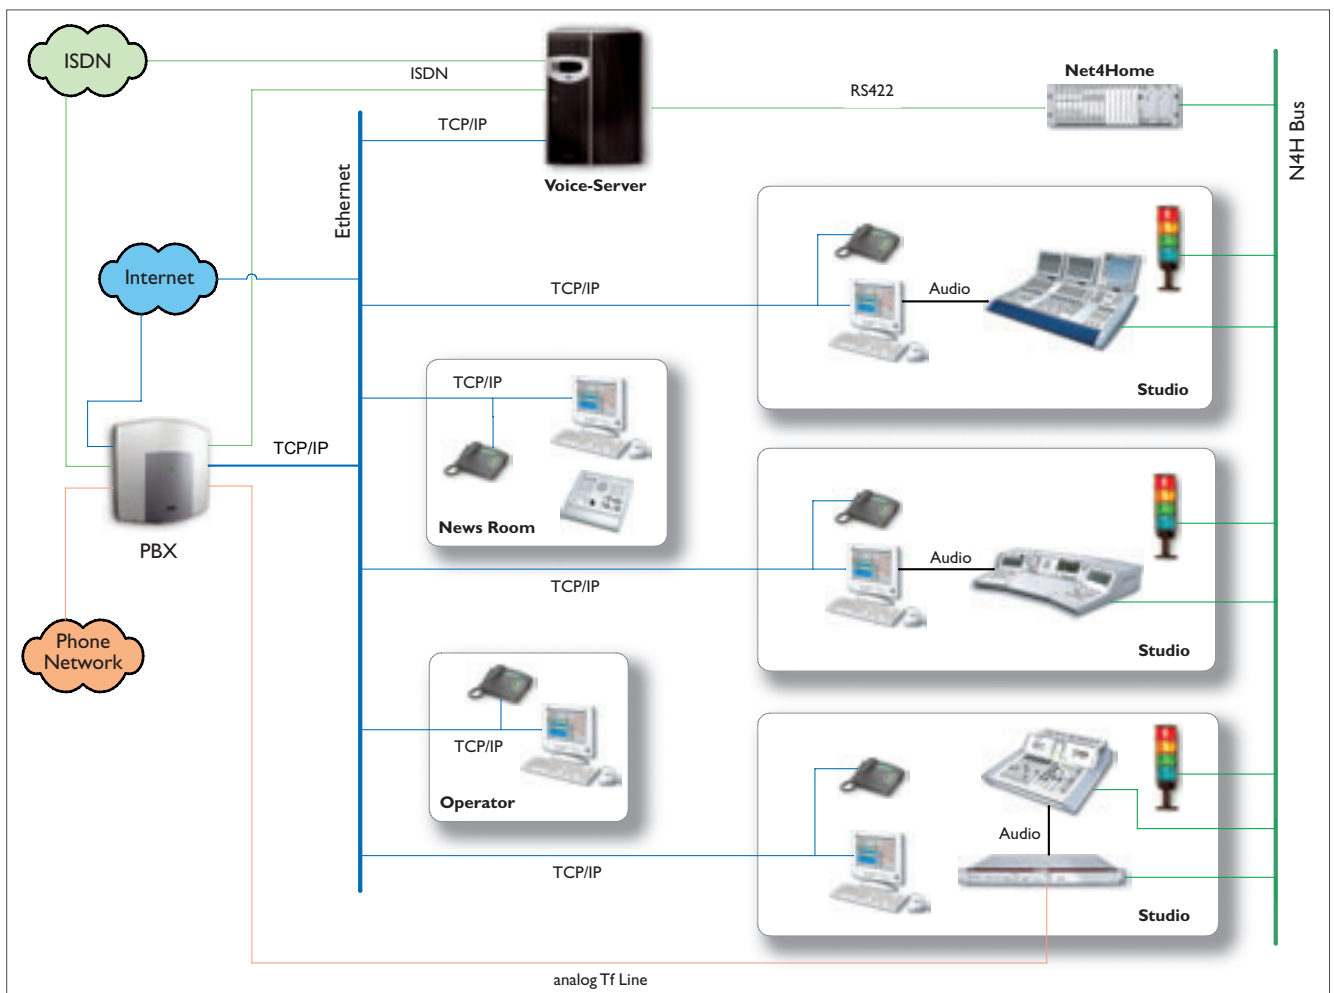 ISDN
ISDN
Net4Home
RS422
TCP/IP
N4H Bus
Voice-Server
Ethernet
Internet
TCP/IP
Audio
Studio
TCP/IP
TCP/IP
News Room
PBX
Audio
TCP/IP
Studio
Phone
Network
TCP/IP
Operator
Audio
TCP/IP
Studio
analog Tf Line